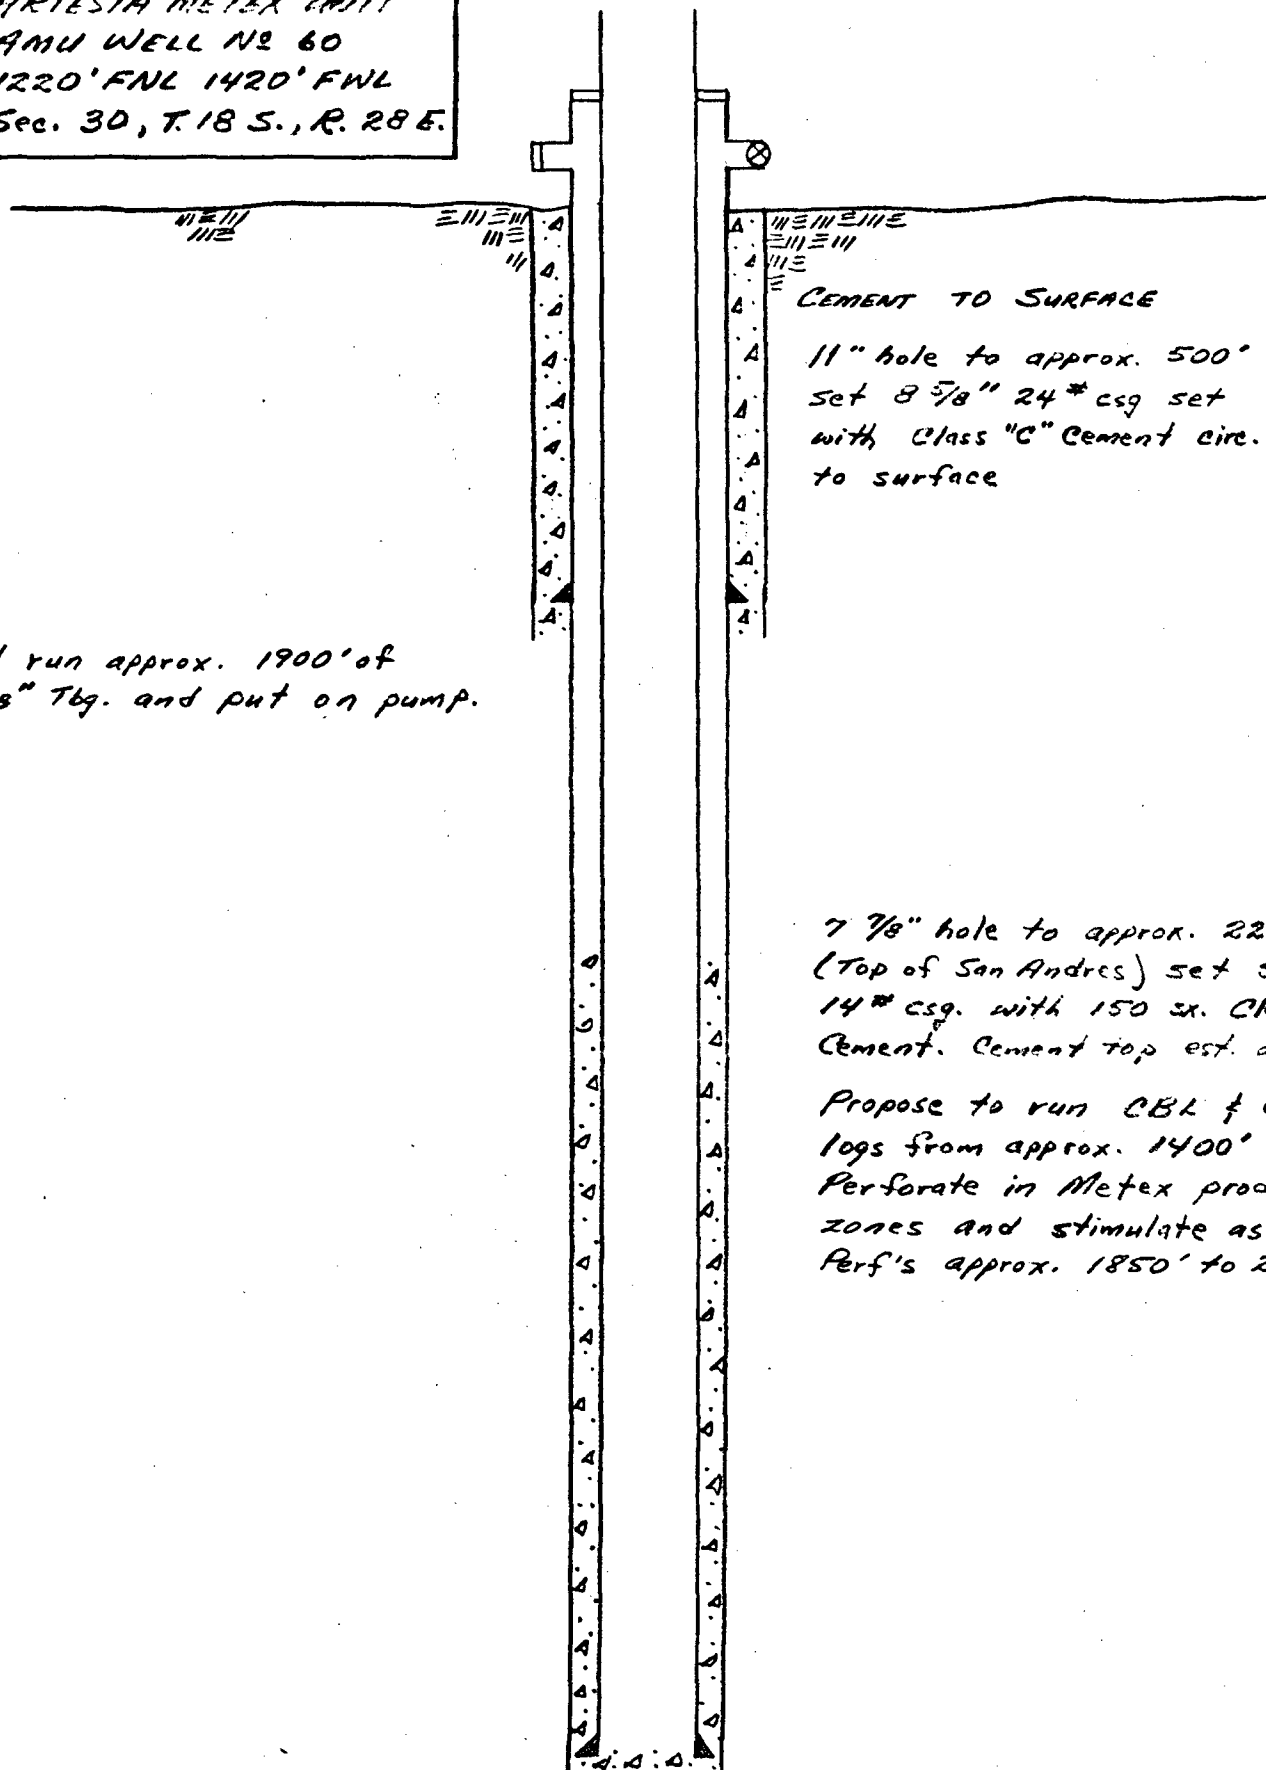 ARTESIA METEX UNIT
AMU WELL Nº 60
1220' FNL 1420' FWL
Sec. 30, T. 18 S., R. 28 E.
CEMENT TO SURFACE
11" hole to approx. 500'
set 8 5/8" 24# csg set
with Class "C" Cement circ.
to surface
run approx. 1900' of
Tbg. and put on pump.
7 7/8" hole to approx.
(Top of San Andres) set
14# csg. with 150 sx.
Cement. Cement top est.
Propose to run CBL &
logs from approx. 1400'
Perforate in Metex
zones and stimulate as
Perf's approx. 1850' to